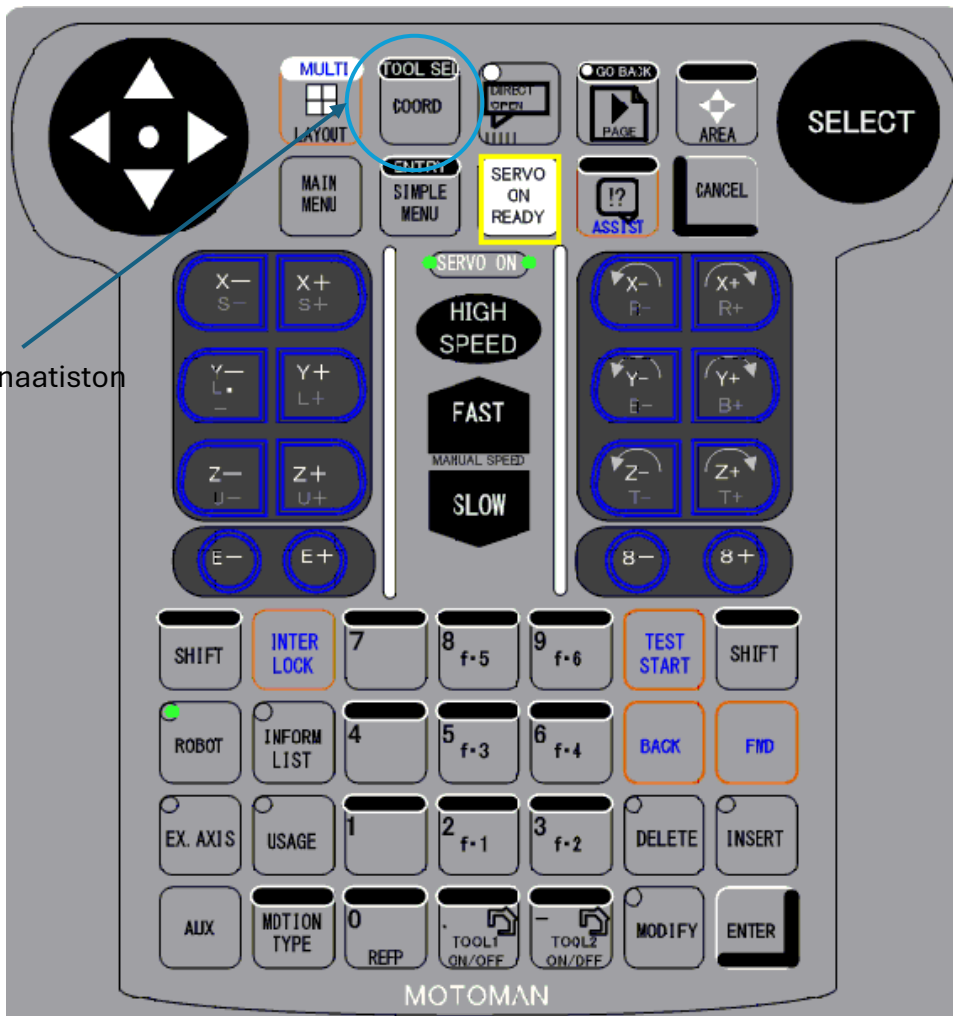 MULTI
LAYOUT
TOOL SEL
COORD
DIRECT
OPEN
GO BACK
PAGE
AREA
SELECT
MAIN
MENU
ENTRY
SIMPLE
MENU
SERVO
ON
READY
!?
ASSIST
CANCEL
SERVO ON
X- X+
S- S+
HIGH
SPEED
X- X+
R- R+
naatiston
Y- Y+
L- L+
FAST
MANUAL SPEED
SLOW
Y- Y+
B- B+
Z- Z+
U- U+
Z- Z+
T- T+
E- E+
8- 8+
SHIFT
INTER
LOCK
7
8
f·5
9
f·6
TEST
START
SHIFT
ROBOT
INFORM
LIST
4
5
f·3
6
f·4
BACK
FWD
EX. AXIS
USAGE
1
2
f·1
3
f·2
DELETE
INSERT
AUX
MOTION
TYPE
0
REFP
.
TOOL1
ON/OFF
-
TOOL2
ON/OFF
MODIFY
ENTER
MOTOMAN